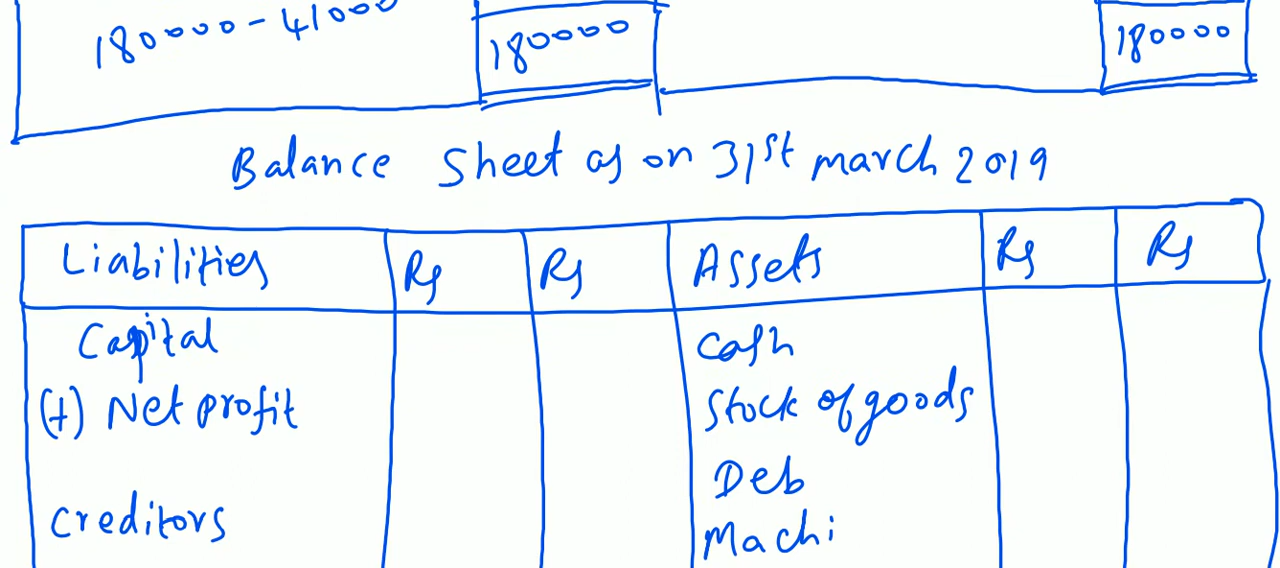 180000 - 41000 180000 180000
Balance Sheet as on 31st march 2019
Liabilities Rs Rs Assets Rs Rs
Capital Cash
(+) Net profit Stock of goods
Deb
Creditors Machi